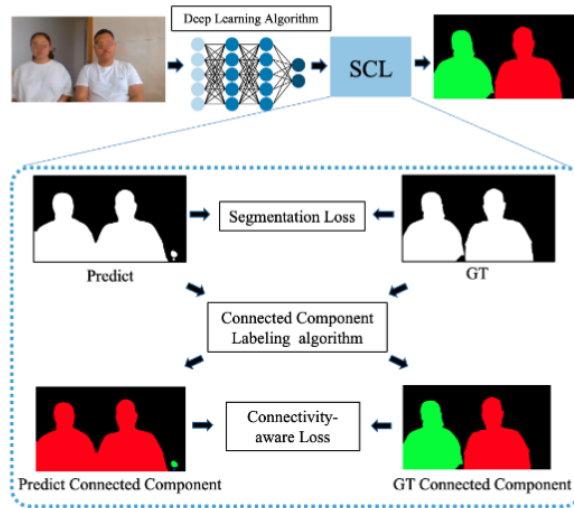 Deep Learning Algorithm
SCL
Segmentation Loss
Predict
GT
Connected Component
Labeling algorithm
Connectivity-
aware Loss
Predict Connected Component
GT Connected Component